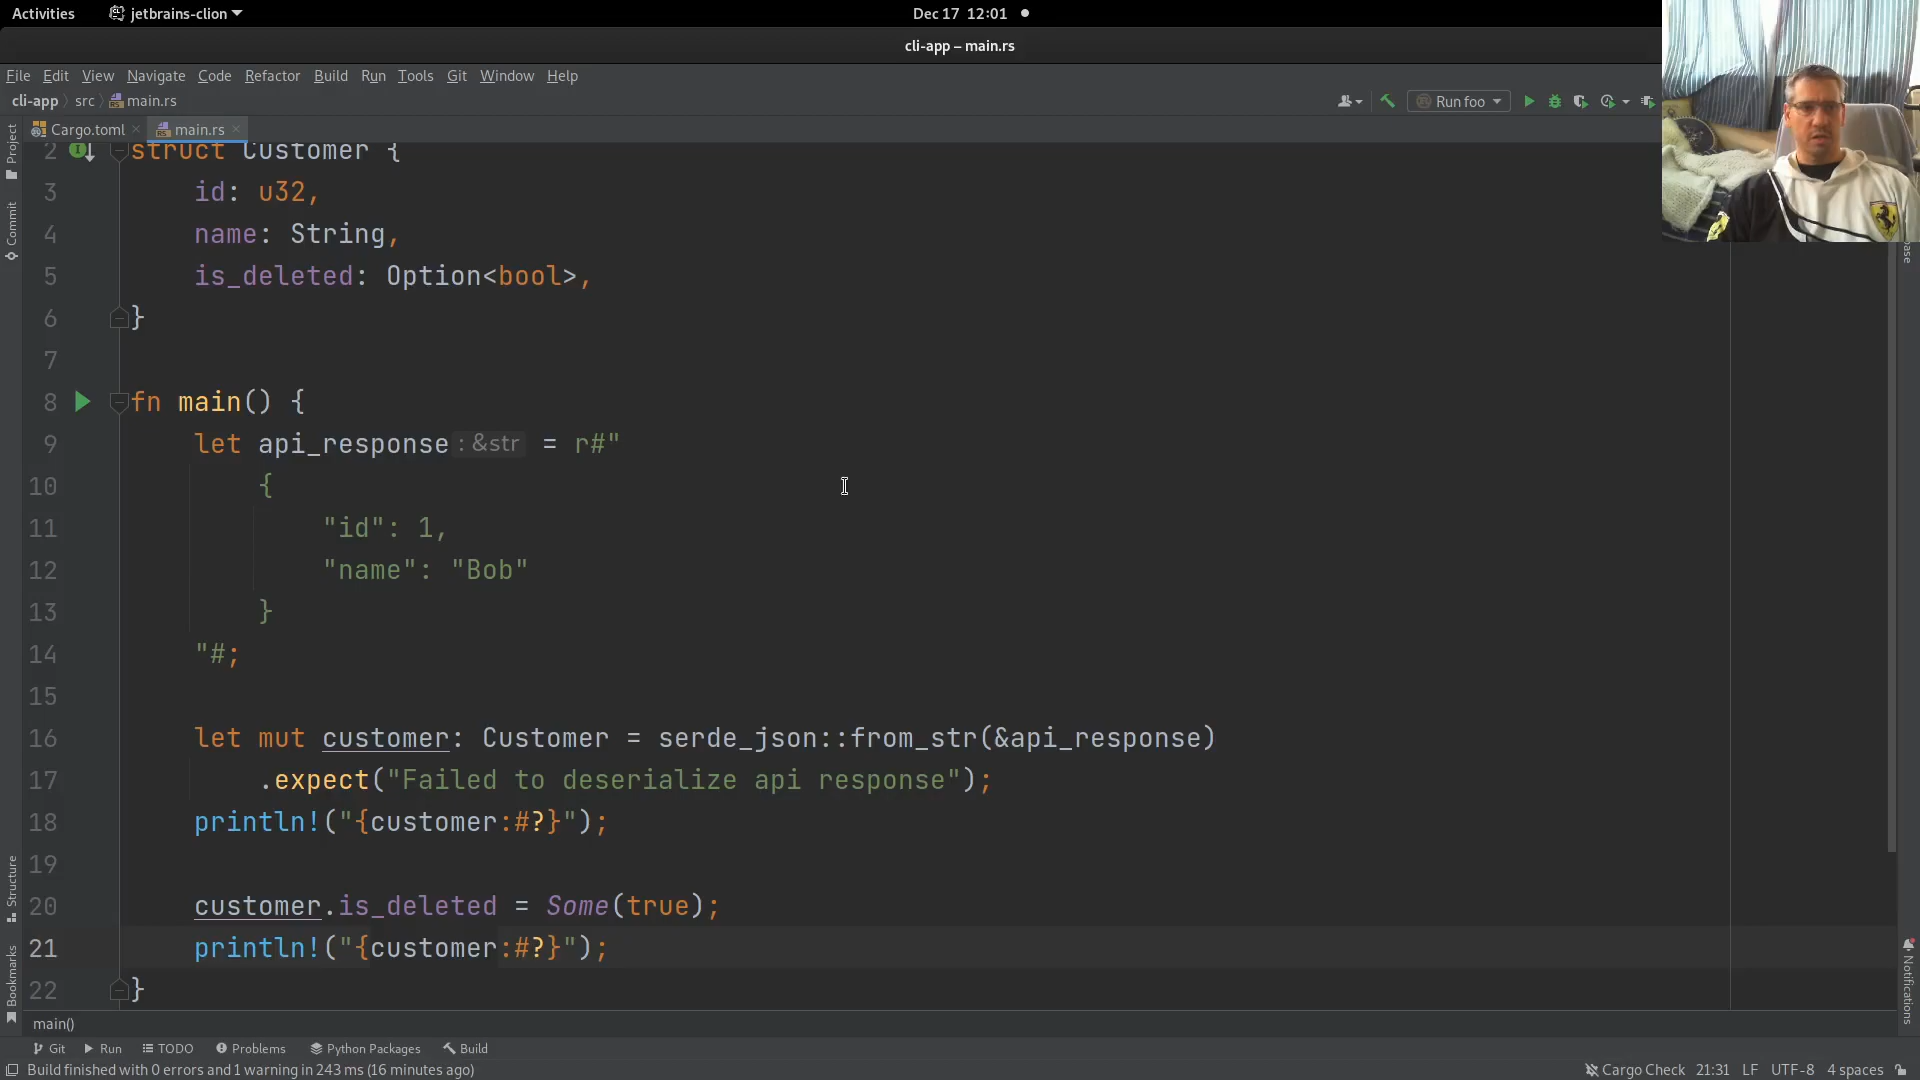 Activities jetbrains-clion Dec 17 12:01
cli-app – main.rs
File Edit View Navigate Code Refactor Build Run Tools Git Window Help
cli-app src main.rs Run foo
Cargo.toml main.rs
Project
Commit
Structure
Bookmarks
2 struct Customer {
3 id: u32,
4 name: String,
5 is_deleted: Option<bool>,
6 }
7
8 fn main() {
9 let api_response: &str = r#"
10 {
11 "id": 1,
12 "name": "Bob"
13 }
14 "#;
15
16 let mut customer: Customer = serde_json::from_str(&api_response)
17 .expect("Failed to deserialize api response");
18 println!("{customer:#?}");
19
20 customer.is_deleted = Some(true);
21 println!("{customer:#?}");
22 }
Notifications
main()
Git Run TODO Problems Python Packages Build
Build finished with 0 errors and 1 warning in 243 ms (16 minutes ago) Cargo Check 21:31 LF UTF-8 4 spaces